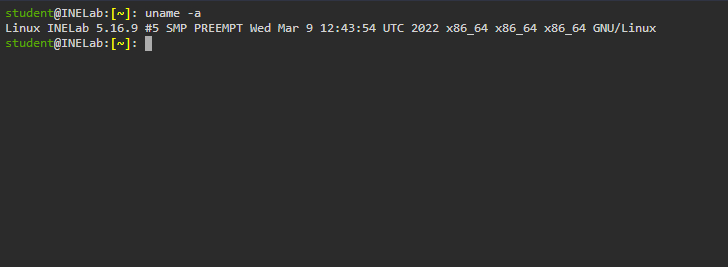 student@INELab:[~]: uname -a
Linux INELab 5.16.9 #5 SMP PREEMPT Wed Mar 9 12:43:54 UTC 2022 x86_64 x86_64 x86_64 GNU/Linux
student@INELab:[~]: